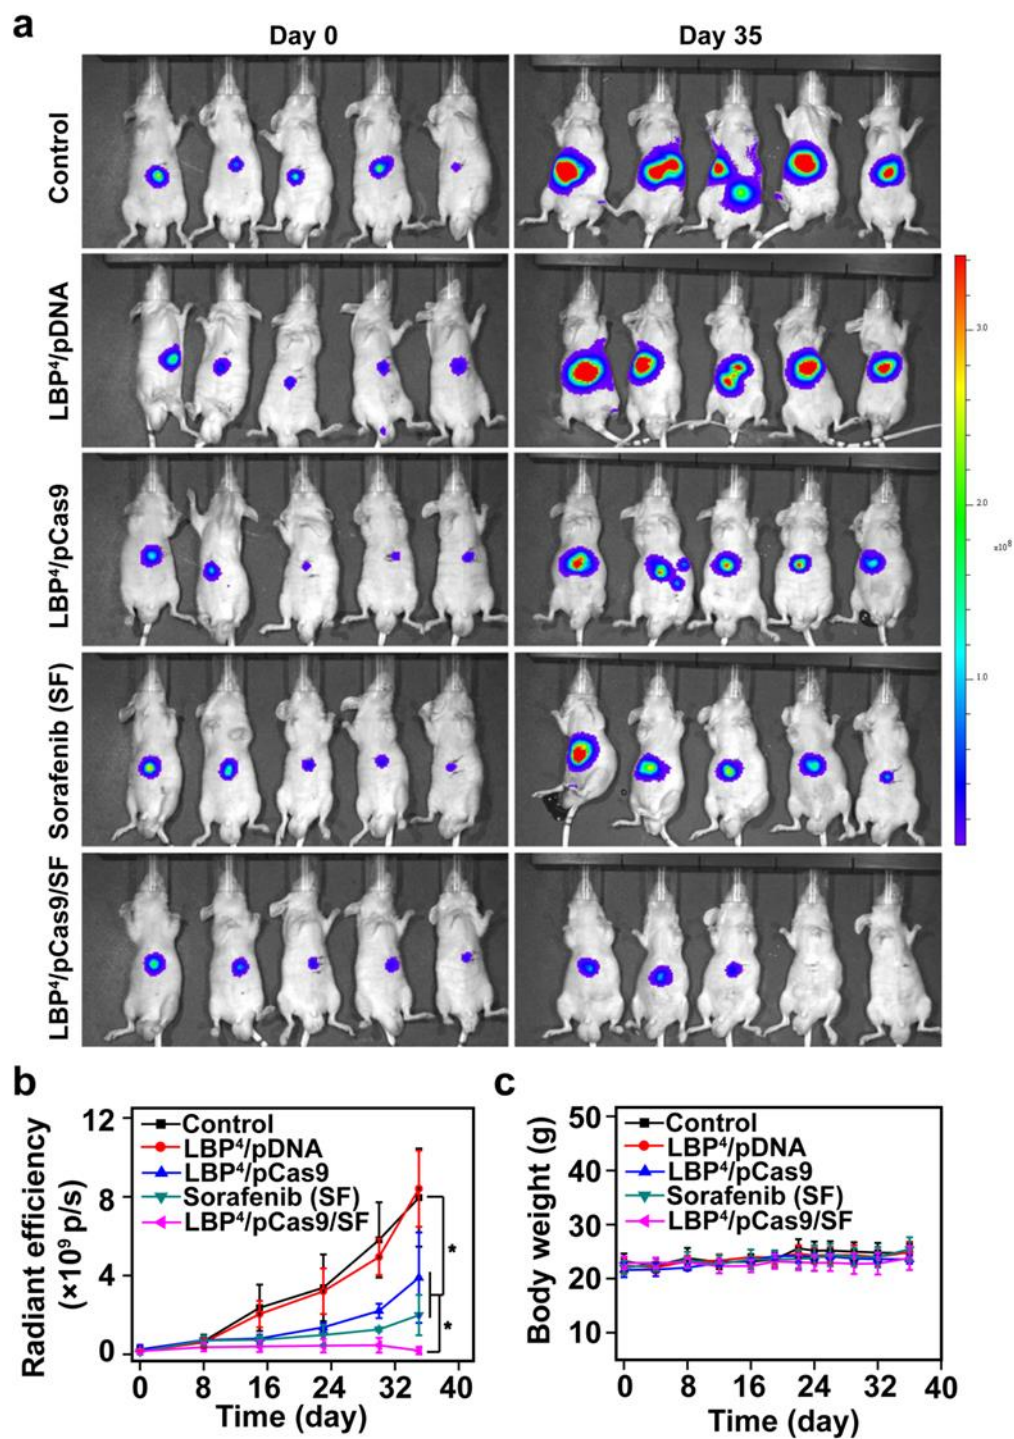 a
Day 0
Day 35
Control
LBP⁴/pDNA
LBP⁴/pCas9
Sorafenib (SF)
LBP⁴/pCas9/SF
3.0
2.0
x10⁸
1.0
b
Radiant efficiency
(×10⁹ p/s)
12
8
4
0
Control
LBP⁴/pDNA
LBP⁴/pCas9
Sorafenib (SF)
LBP⁴/pCas9/SF
*
*
0 8 16 24 32 40
Time (day)
c
Body weight (g)
50
40
30
20
10
Control
LBP⁴/pDNA
LBP⁴/pCas9
Sorafenib (SF)
LBP⁴/pCas9/SF
0 8 16 24 32 40
Time (day)